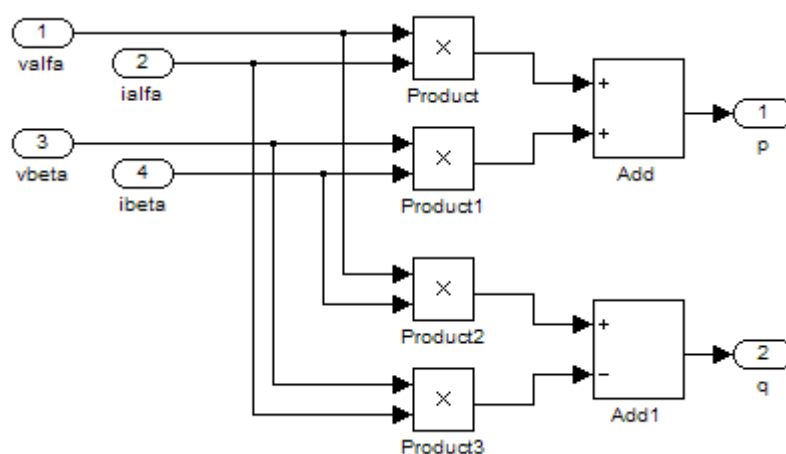 1
valfa
2
ialfa
3
vbeta
4
ibeta
×
Product
×
Product1
×
Product2
×
Product3
+
+
Add
+
−
Add1
1
p
2
q